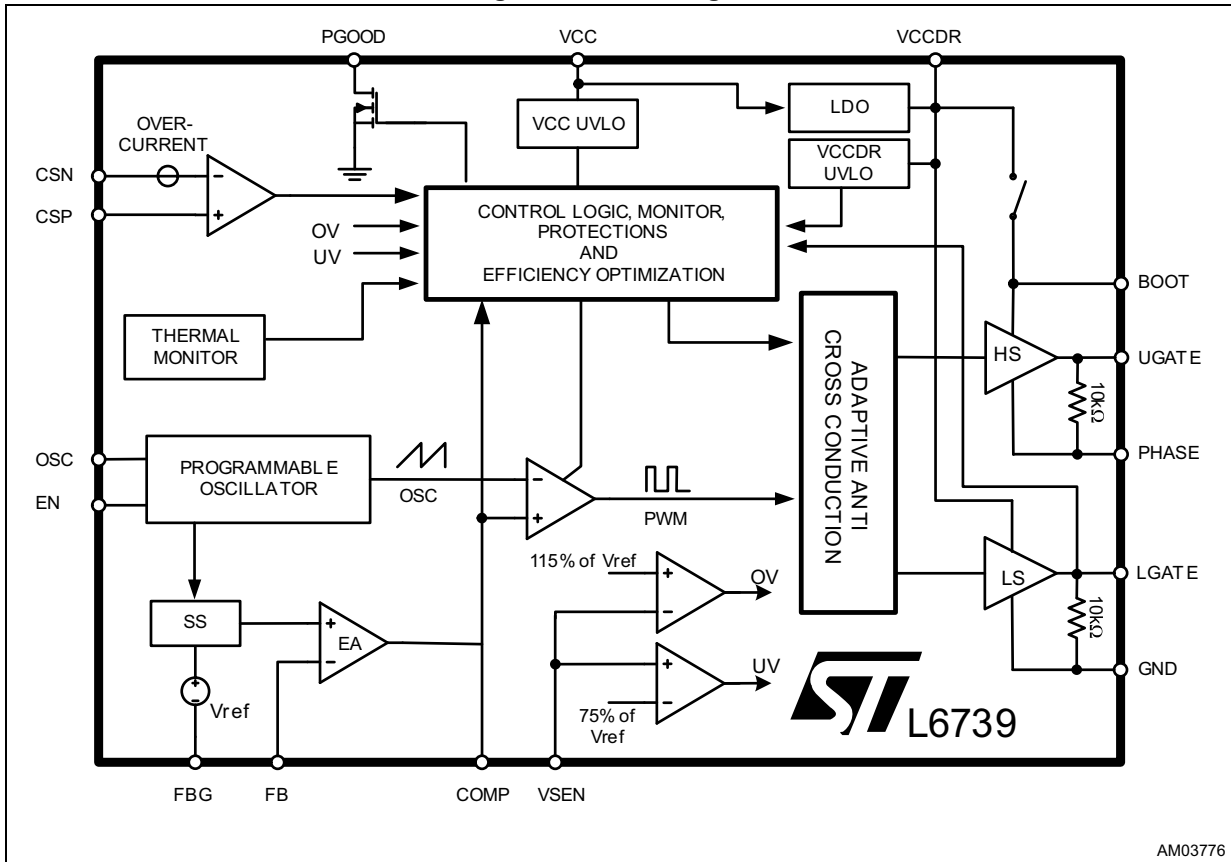 PGOOD
VCC
VCCDR
OVER-
CURRENT
VCC UVLO
LDO
VCCDR
UVLO
CSN
CSP
-
+
OV
UV
CONTROL LOGIC, MONITOR,
PROTECTIONS
AND
EFFICIENCY OPTIMIZATION
BOOT
THERMAL
MONITOR
ADAPTIVE ANTI
CROSS CONDUCTION
HS
UGATE
10kΩ
PHASE
OSC
EN
PROGRAMMABLE
OSCILLATOR
OSC
-
+
PWM
115% of Vref
+
-
OV
LS
LGATE
10kΩ
GND
SS
+
-
EA
+
-
UV
75% of
Vref
+
-
Vref
ST
L6739
FBG
FB
COMP
VSEN
AM03776